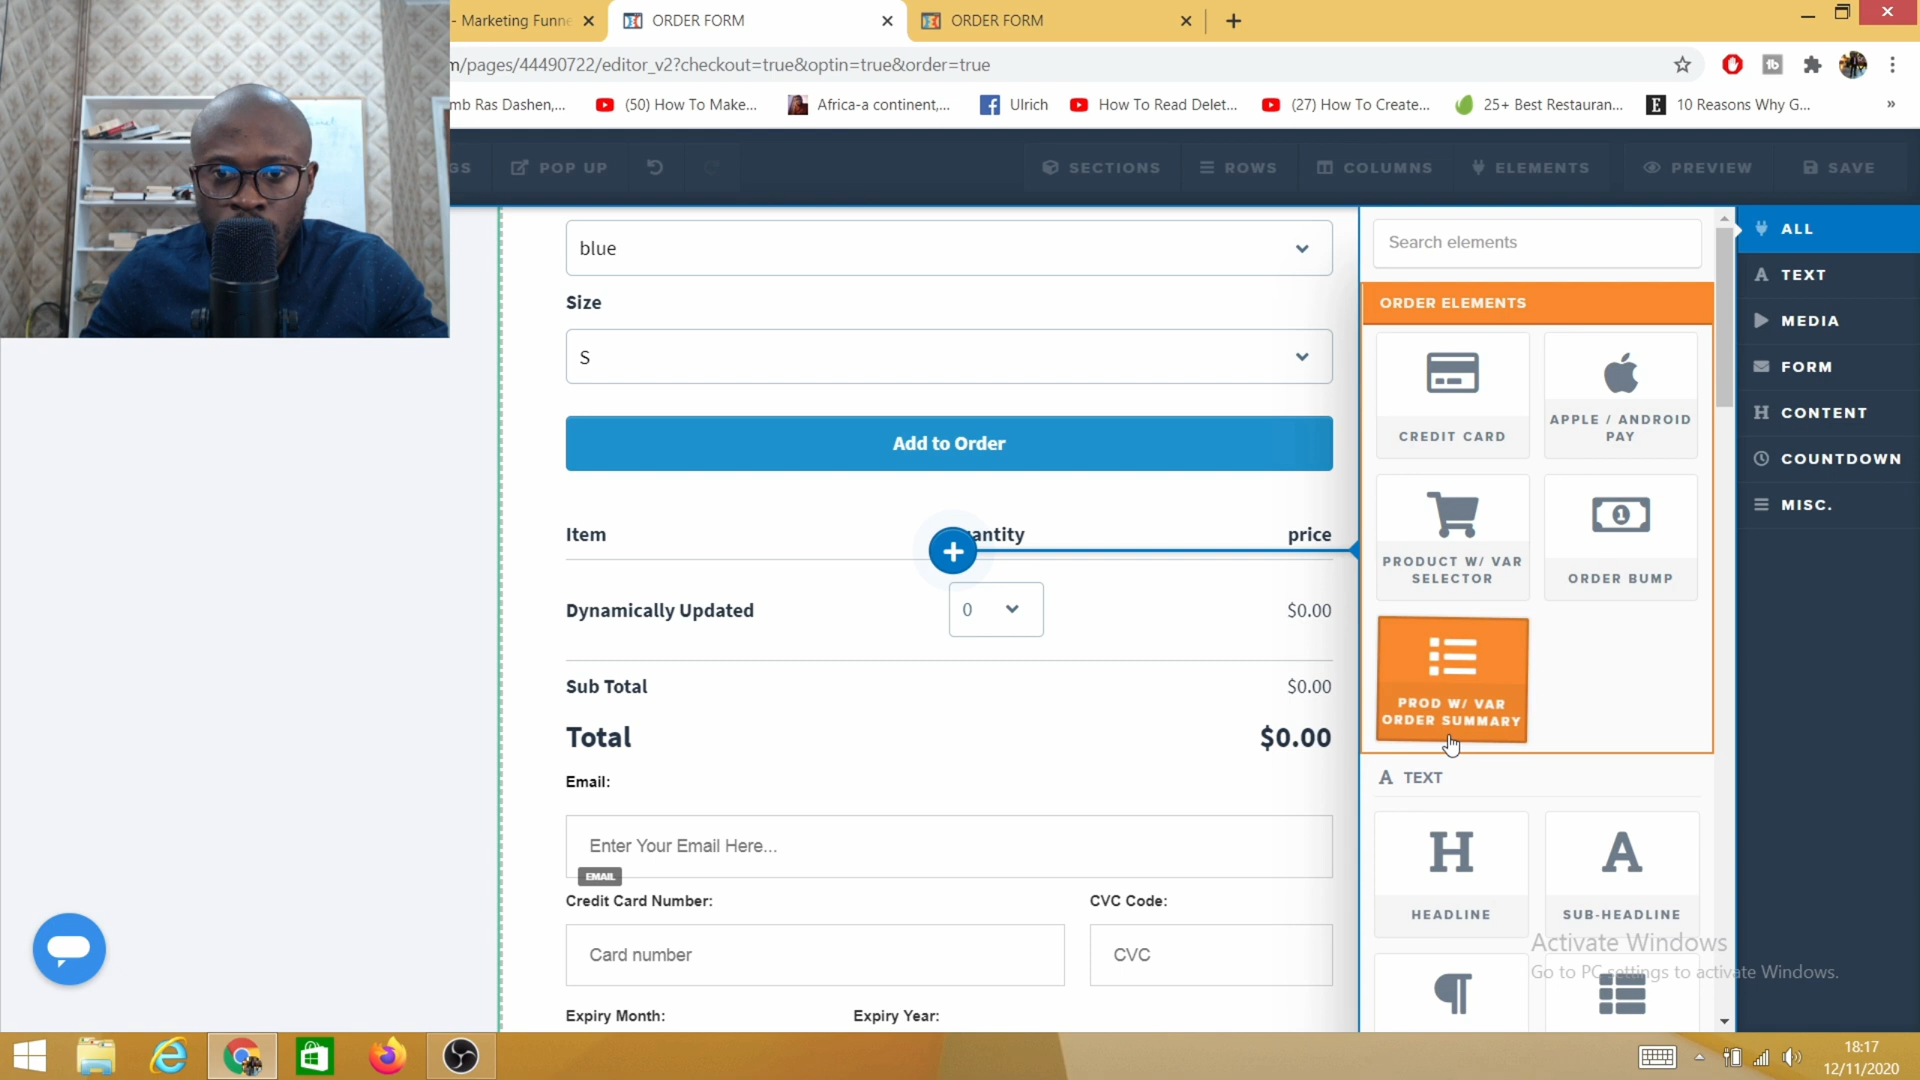 - Marketing Funne
ORDER FORM
ORDER FORM
n/pages/44490722/editor_v2?checkout=true&optin=true&order=true
mb Ras Dashen,...
(50) How To Make...
Africa-a continent,...
Ulrich
How To Read Delet...
(27) How To Create...
25+ Best Restauran...
10 Reasons Why G...
»
GS
POP UP
SECTIONS
ROWS
COLUMNS
ELEMENTS
PREVIEW
SAVE
blue
Size
S
Add to Order
Item antity price
Dynamically Updated 0 $0.00
Sub Total $0.00
Total $0.00
Email:
Enter Your Email Here...
EMAIL
Credit Card Number: CVC Code:
Card number CVC
Expiry Month: Expiry Year:
Search elements
ORDER ELEMENTS
CREDIT CARD
APPLE / ANDROID
PAY
PRODUCT W/ VAR
SELECTOR
ORDER BUMP
PROD W/ VAR
ORDER SUMMARY
TEXT
HEADLINE
SUB-HEADLINE
ALL
TEXT
MEDIA
FORM
CONTENT
COUNTDOWN
MISC.
Activate Windows
Go to PC settings to activate Windows.
18:17
12/11/2020